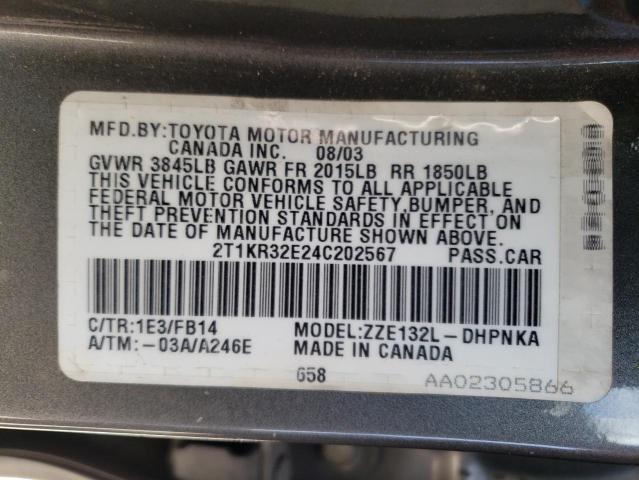 MFD.BY:TOYOTA MOTOR MANUFACTURING
CANADA INC. 08/03
GVWR 3845LB GAWR FR 2015LB RR 1850LB
THIS VEHICLE CONFORMS TO ALL APPLICABLE
FEDERAL MOTOR VEHICLE SAFETY,BUMPER, AND
THEFT PREVENTION STANDARDS IN EFFECT ON
THE DATE OF MANUFACTURE SHOWN ABOVE.
2T1KR32E24C202567 PASS.CAR
C/TR:1E3/FB14 MODEL:ZZE132L-DHPNKA
A/TM:-03A/A246E MADE IN CANADA
658 AA02305866